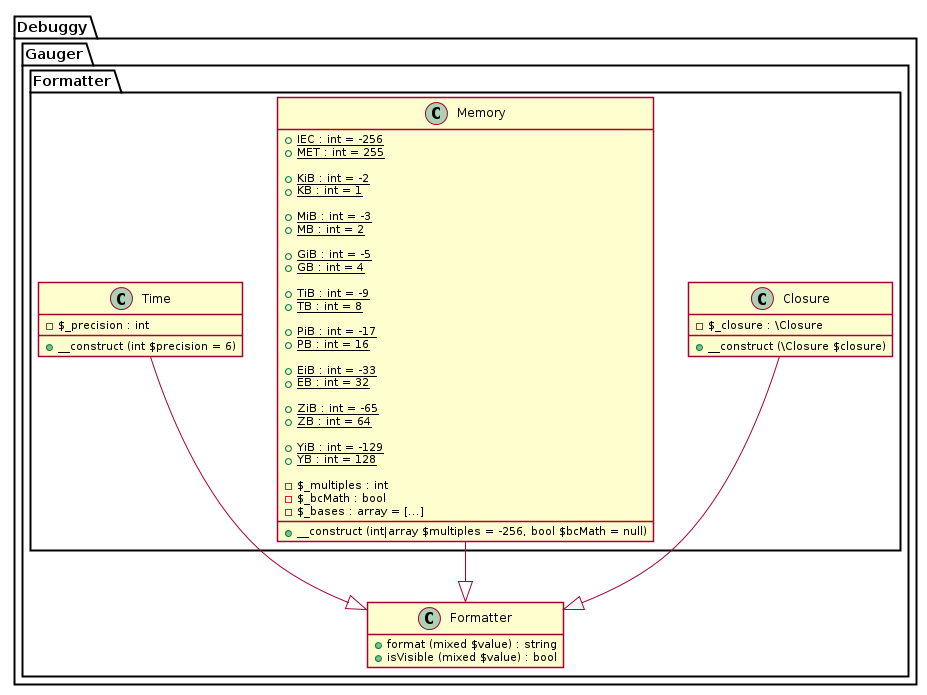 Debuggy
Gauger
Formatter
C Memory
IEC : int = -256
MET : int = 255
KiB : int = -2
KB : int = 1
MiB : int = -3
MB : int = 2
GiB : int = -5
GB : int = 4
TiB : int = -9
TB : int = 8
PiB : int = -17
PB : int = 16
EiB : int = -33
EB : int = 32
ZiB : int = -65
ZB : int = 64
YiB : int = -129
YB : int = 128
$_multiples : int
$_bcMath : bool
$_bases : array = [...]
__construct (int|array $multiples = -256, bool $bcMath = null)
C Time
$_precision : int
__construct (int $precision = 6)
C Closure
$_closure : \Closure
__construct (\Closure $closure)
C Formatter
format (mixed $value) : string
isVisible (mixed $value) : bool